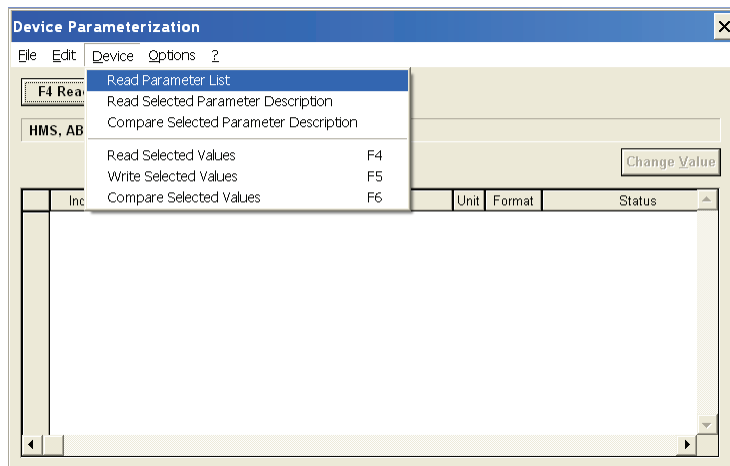 Device Parameterization
File Edit Device Options ?
Read Parameter List
F4 Rea
Read Selected Parameter Description
Compare Selected Parameter Description
HMS, AB
Read Selected Values F4
Change Value
Write Selected Values F5
Compare Selected Values F6
Unit Format Status